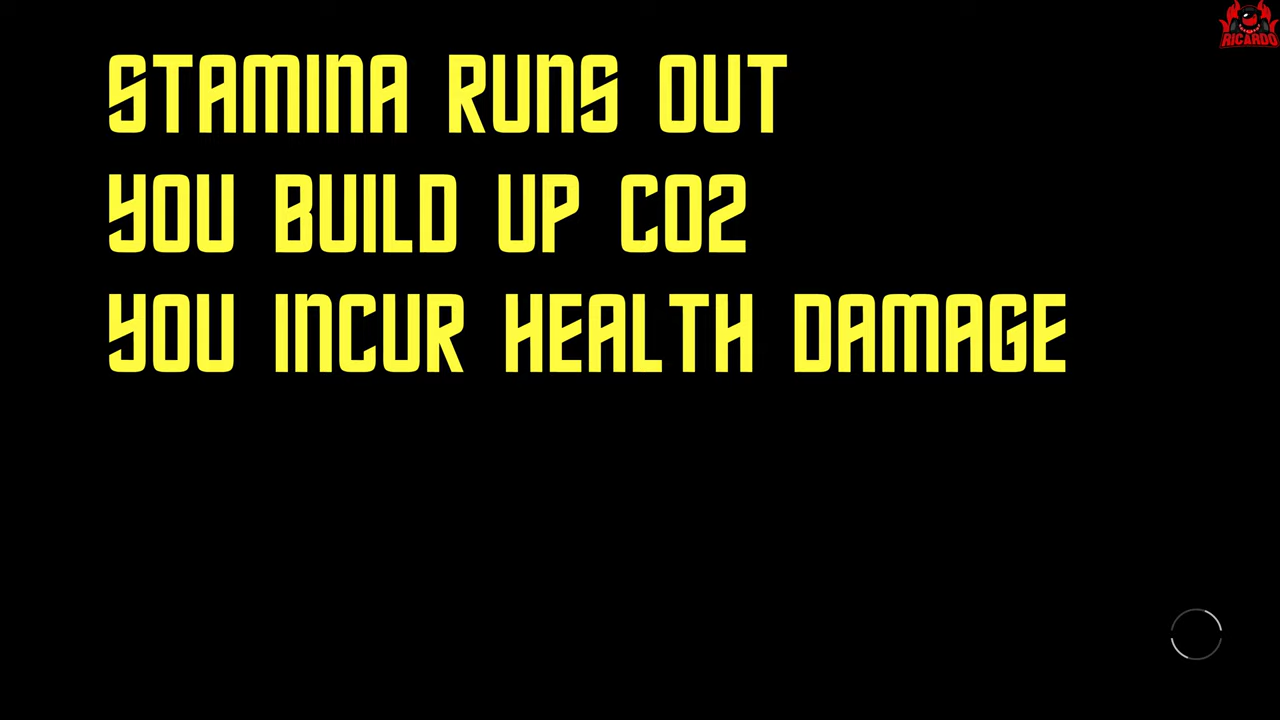 RICARDO
STAMINA RUNS OUT
YOU BUILD UP CO2
YOU INCUR HEALTH DAMAGE